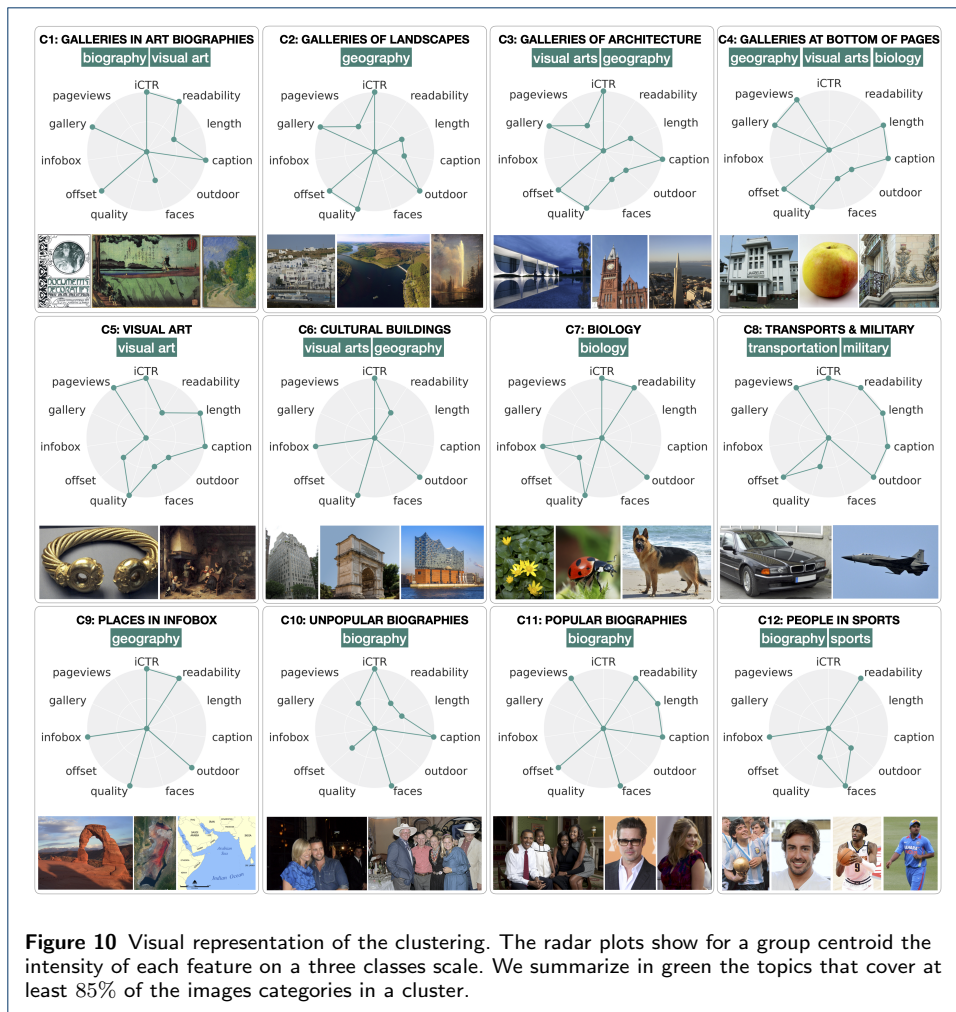 C1: GALLERIES IN ART BIOGRAPHIES
biography visual art
iCTR
pageviews
readability
gallery
length
infobox
caption
offset
outdoor
quality
faces
C2: GALLERIES OF LANDSCAPES
geography
iCTR
pageviews
readability
gallery
length
infobox
caption
offset
outdoor
quality
faces
C3: GALLERIES OF ARCHITECTURE
visual arts geography
iCTR
pageviews
readability
gallery
length
infobox
caption
offset
outdoor
quality
faces
C4: GALLERIES AT BOTTOM OF PAGES
geography visual arts biology
iCTR
pageviews
readability
gallery
length
infobox
caption
offset
outdoor
quality
faces
C5: VISUAL ART
visual art
iCTR
pageviews
readability
gallery
length
infobox
caption
offset
outdoor
quality
faces
C6: CULTURAL BUILDINGS
visual arts geography
iCTR
pageviews
readability
gallery
length
infobox
caption
offset
outdoor
quality
faces
C7: BIOLOGY
biology
iCTR
pageviews
readability
gallery
length
infobox
caption
offset
outdoor
quality
faces
C8: TRANSPORTS & MILITARY
transportation military
iCTR
pageviews
readability
gallery
length
infobox
caption
offset
outdoor
quality
faces
C9: PLACES IN INFOBOX
geography
iCTR
pageviews
readability
gallery
length
infobox
caption
offset
outdoor
quality
faces
Indian Ocean
C10: UNPOPULAR BIOGRAPHIES
biography
iCTR
pageviews
readability
gallery
length
infobox
caption
offset
outdoor
quality
faces
C11: POPULAR BIOGRAPHIES
biography
iCTR
pageviews
readability
gallery
length
infobox
caption
offset
outdoor
quality
faces
C12: PEOPLE IN SPORTS
biography sports
iCTR
pageviews
readability
gallery
length
infobox
caption
offset
outdoor
quality
faces
9
Figure 10 Visual representation of the clustering. The radar plots show for a group centroid the
intensity of each feature on a three classes scale. We summarize in green the topics that cover at
least 85% of the images categories in a cluster.